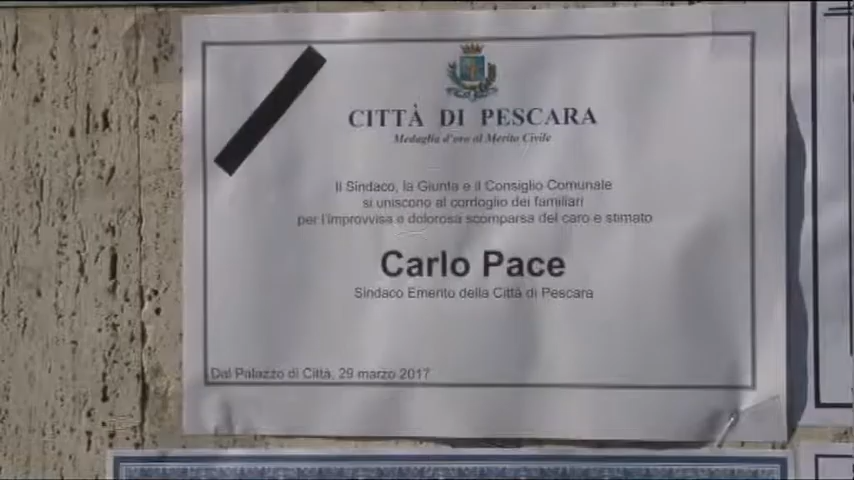 CITTÀ DI PESCARA
Medaglia d'oro al Merito Civile
Il Sindaco, la Giunta e il Consiglio Comunale
si uniscono al cordoglio dei familiari
per l'improvvisa e dolorosa scomparsa del caro e stimato
Carlo Pace
Sindaco Emerito della Città di Pescara
Dal Palazzo di Città, 29 marzo 2017